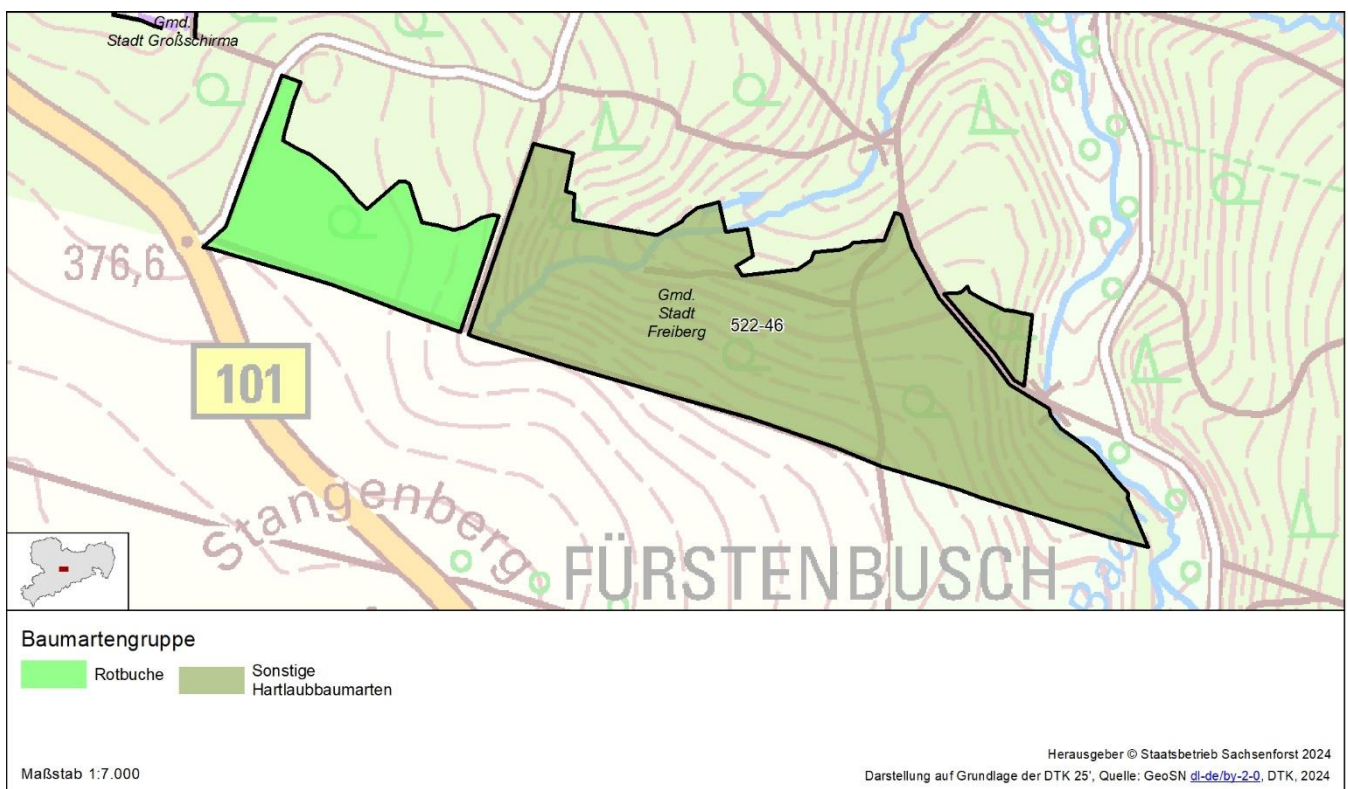 Gmd.
Stadt Großschirma
376,6
101
Gmd.
Stadt
Freiberg
522-46
Stangenberg
FÜRSTENBUSCH
Bach
Baumartengruppe
Rotbuche
Sonstige
Hartlaubbaumarten
Maßstab 1:7.000
Herausgeber © Staatsbetrieb Sachsenforst 2024
Darstellung auf Grundlage der DTK 25', Quelle: GeoSN dl-de/by-2-0, DTK, 2024